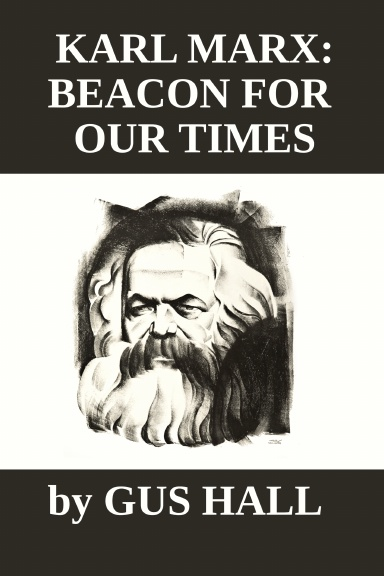 KARL MARX:
BEACON FOR
OUR TIMES
by GUS HALL